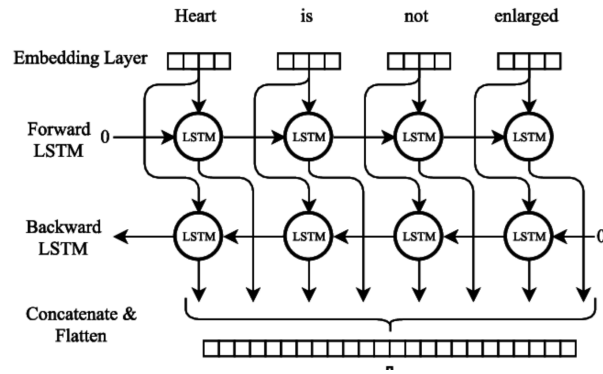 Heart is not enlarged
Embedding Layer
Forward
LSTM
0
LSTM LSTM LSTM LSTM
Backward
LSTM
LSTM LSTM LSTM LSTM
0
Concatenate &
Flatten